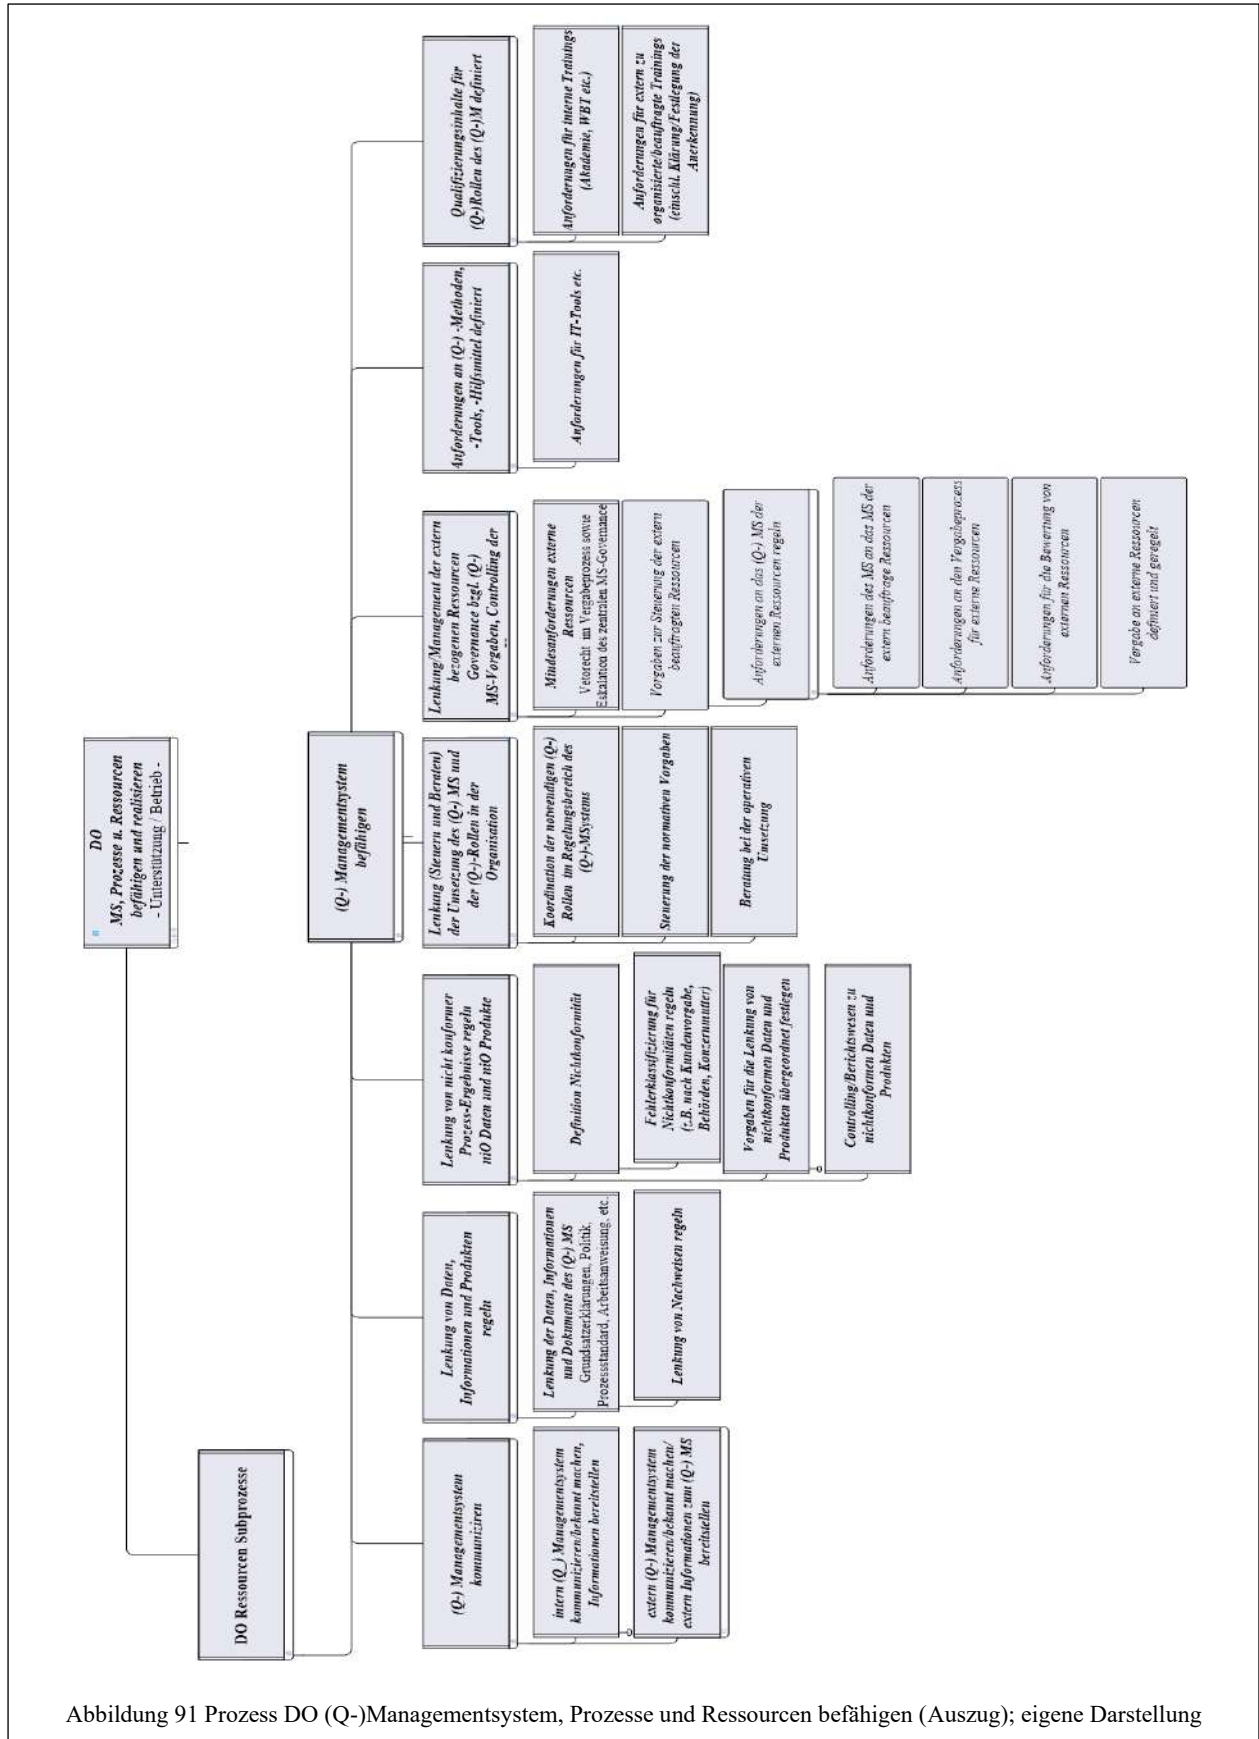 DO
MS, Prozesse u. Ressourcen
befähigen und realisieren
- Unterstützung / Betrieb -
DO Ressourcen Subprozesse
(Q-) Managementsystem
befähigen
(Q-) Managementsystem
kommuniziren
intern (Q_) Managementsystem
kommunizieren/bekannt machen,
Informationen bereitstellen
extern (Q-) Managementsystem
kommunizieren/bekannt machen/
extern Informationen zum (Q-) MS
bereitstellen
Lenkung von Daten,
Informationen und Produkten
regeln
Lenkung der Daten, Informationen
und Dokumente des (Q-) MS
Grundsatzerklärungen, Politik,
Prozessstandard, Arbeitsanweisung, etc.
Lenkung von Nachweisen regeln
Lenkung von nicht konformer
Prozess-Ergebnisse regeln
niO Daten und niO Produkte
Definition Nichtkonformität
Fehlerklassifizierung für
Nichtkonformitäten regeln
(z.B. nach Kundenvorgabe,
Behörden, Konzernmutter)
Vorgaben für die Lenkung von
nichtkonformen Daten und
Produkten übergeordnet festlegen
Controlling/Berichtswesen zu
nichtkonformen Daten und
Produkten
Lenkung (Steuern und Beraten)
der Umsetzung des (Q-) MS und
der (Q-)-Rollen in der
Organisation
Koordination der notwendigen (Q-)
Rollen im Regelungsbereich des
(Q-)-MSystems
Steuerung der normativen Vorgaben
Beratung bei der operativen
Umsetzung
Lenkung/Management der extern
bezogenen Ressourcen
Governance bzgl. (Q-)
MS-Vorgaben, Controlling der
Mindesanforderungen externe
Ressourcen
Vetorecht im Vergabeprozess sowie
Eskalation des zentralen MS-Governance
Vorgaben zur Steuerung der extern
beauftragten Ressourcen
Anforderungen an das (Q-) MS der
externen Ressourcen regeln
Anforderungen des MS an das MS der
extern beauftrage Ressourcen
Anforderungen an den Vergabeprozess
für externe Ressourcen
Anforderungen für die Bewertung von
externen Ressourcen
Vergabe an externe Ressourcen
definiert und geregelt
Anforderungen an (Q-) -Methoden,
-Tools, -Hilfsmittel definiert
Anforderungen für IT-Tools etc.
Qualifizierungsinhalte für
(Q-)Rollen des (Q-)M definiert
Anforderungen für interne Trainings
(Akademie, WBT etc.)
Anforderungen für extern zu
organisierte/beauftragte Trainings
(einschl. Klärung/Festlegung der
Anerkennung)
Abbildung 91 Prozess DO (Q-)Managementsystem, Prozesse und Ressourcen befähigen (Auszug); eigene Darstellung